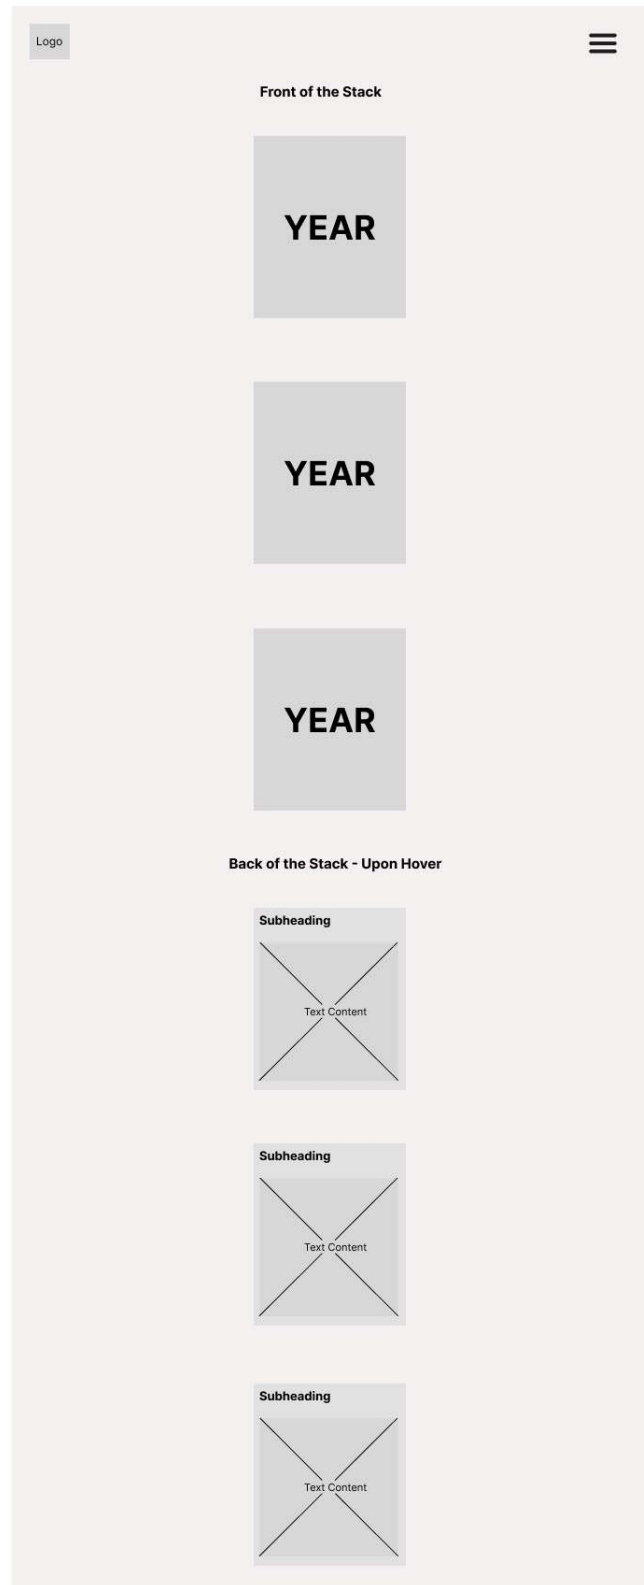 Logo
Front of the Stack
YEAR
YEAR
YEAR
Back of the Stack - Upon Hover
Subheading
Text Content
Subheading
Text Content
Subheading
Text Content